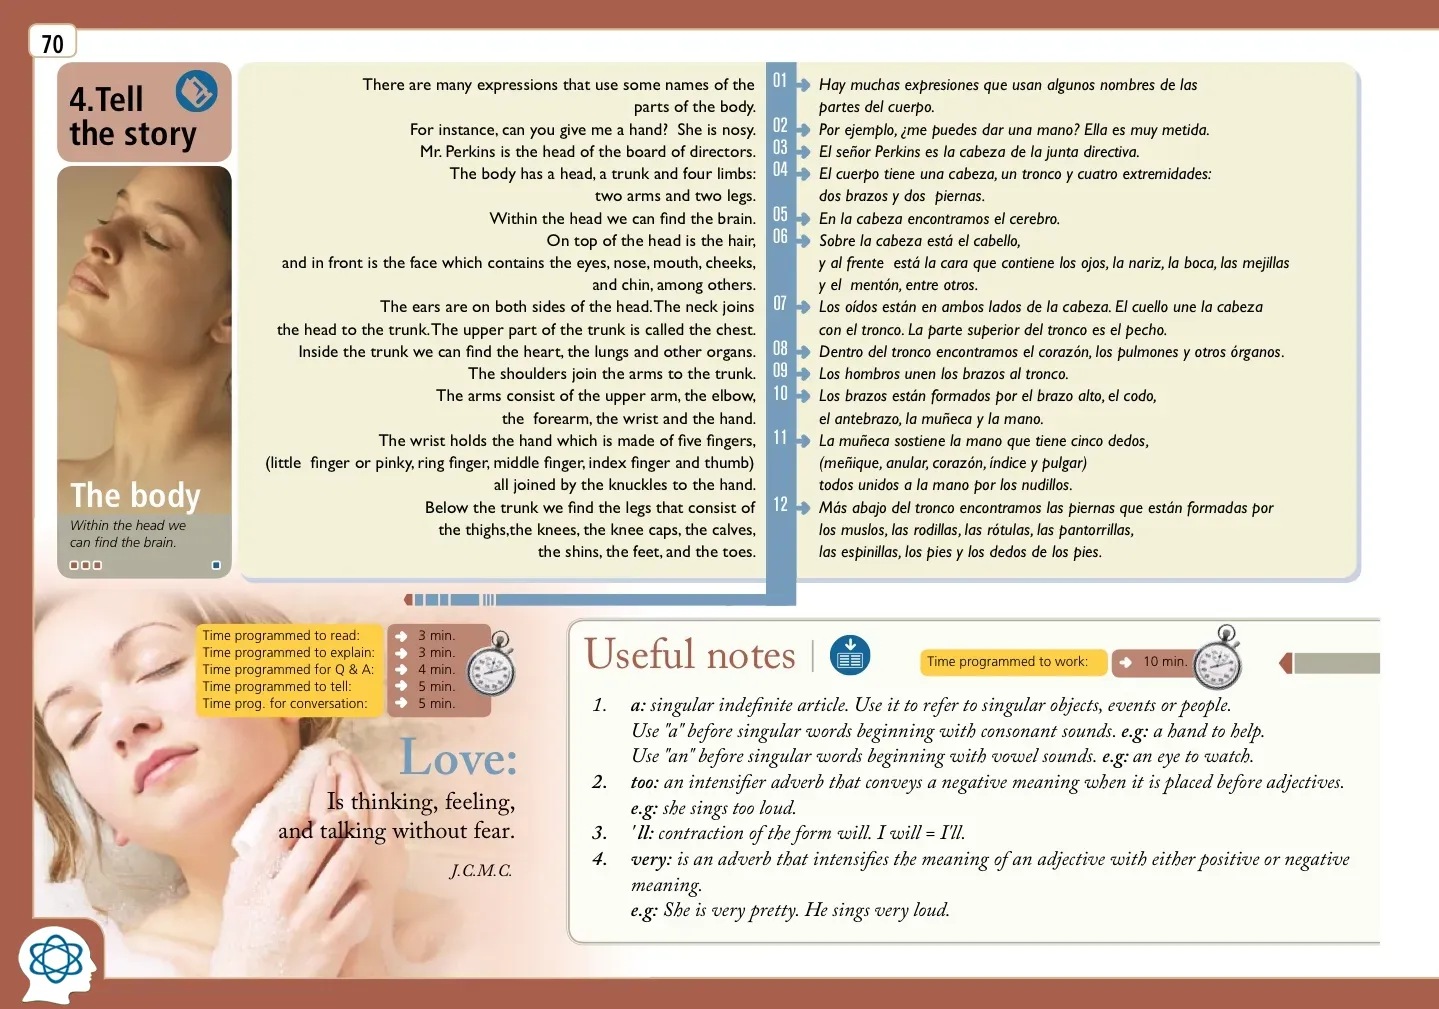 70
4.Tell
the story
The body
Within the head we
can find the brain.
There are many expressions that use some names of the
parts of the body.
For instance, can you give me a hand?  She is nosy.
Mr. Perkins is the head of the board of directors.
The body has a head, a trunk and four limbs:
two arms and two legs.
Within the head we can find the brain.
On top of the head is the hair,
and in front is the face which contains the eyes, nose, mouth, cheeks,
and chin, among others.
The ears are on both sides of the head.The neck joins
the head to the trunk.The upper part of the trunk is called the chest.
Inside the trunk we can find the heart, the lungs and other organs.
The shoulders join the arms to the trunk.
The arms consist of the upper arm, the elbow,
the  forearm, the wrist and the hand.
The wrist holds the hand which is made of five fingers,
(little  finger or pinky, ring finger, middle finger, index finger and thumb)
all joined by the knuckles to the hand.
Below the trunk we find the legs that consist of
the thighs,the knees, the knee caps, the calves,
the shins, the feet, and the toes.
01
02
03
04
05
06
07
08
09
10
11
12
Hay muchas expresiones que usan algunos nombres de las
partes del cuerpo.
Por ejemplo, ¿me puedes dar una mano? Ella es muy metida.
El señor Perkins es la cabeza de la junta directiva.
El cuerpo tiene una cabeza, un tronco y cuatro extremidades:
dos brazos y dos  piernas.
En la cabeza encontramos el cerebro.
Sobre la cabeza está el cabello,
y al frente  está la cara que contiene los ojos, la nariz, la boca, las mejillas
y el  mentón, entre otros.
Los oídos están en ambos lados de la cabeza. El cuello une la cabeza
con el tronco. La parte superior del tronco es el pecho.
Dentro del tronco encontramos el corazón, los pulmones y otros órganos.
Los hombros unen los brazos al tronco.
Los brazos están formados por el brazo alto, el codo,
el antebrazo, la muñeca y la mano.
La muñeca sostiene la mano que tiene cinco dedos,
(meñique, anular, corazón, índice y pulgar)
todos unidos a la mano por los nudillos.
Más abajo del tronco encontramos las piernas que están formadas por
los muslos, las rodillas, las rótulas, las pantorrillas,
las espinillas, los pies y los dedos de los pies.
Time programmed to read: 3 min.
Time programmed to explain: 3 min.
Time programmed for Q & A: 4 min.
Time programmed to tell: 5 min.
Time prog. for conversation: 5 min.
Love:
Is thinking, feeling,
and talking without fear.
J.C.M.C.
Useful notes
Time programmed to work: 10 min.
1. a: singular indefinite article. Use it to refer to singular objects, events or people.
Use "a" before singular words beginning with consonant sounds. e.g: a hand to help.
Use "an" before singular words beginning with vowel sounds. e.g: an eye to watch.
2. too: an intensifier adverb that conveys a negative meaning when it is placed before adjectives.
e.g: she sings too loud.
3. 'll: contraction of the form will. I will = I'll.
4. very: is an adverb that intensifies the meaning of an adjective with either positive or negative
meaning.
e.g: She is very pretty. He sings very loud.